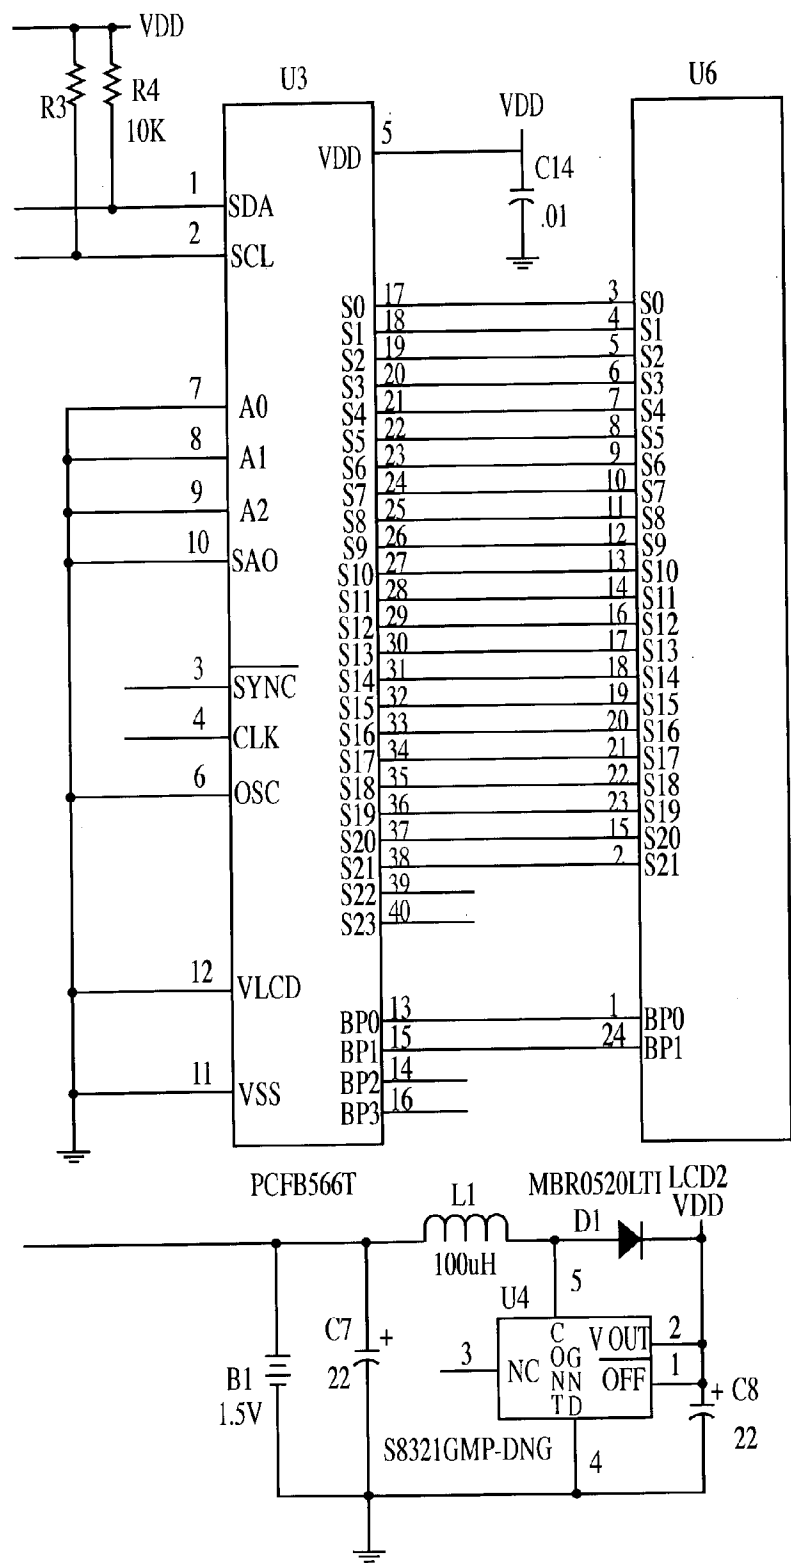 VDD
R3
R4
10K
U3
U6
5
VDD
VDD
C14
.01
1
SDA
2
SCL
S0 17 3 S0
S1 18 4 S1
S2 19 5 S2
S3 20 6 S3
S4 21 7 S4
S5 22 8 S5
S6 23 9 S6
S7 24 10 S7
S8 25 11 S8
S9 26 12 S9
S10 27 13 S10
S11 28 14 S11
S12 29 16 S12
S13 30 17 S13
S14 31 18 S14
S15 32 19 S15
S16 33 20 S16
S17 34 21 S17
S18 35 22 S18
S19 36 23 S19
S20 37 15 S20
S21 38 2 S21
S22 39
S23 40
7
A0
8
A1
9
A2
10
SAO
3
SYNC
4
CLK
6
OSC
12
VLCD
11
VSS
BP0 13 1 BP0
BP1 15 24 BP1
BP2 14
BP3 16
PCFB566T
MBR0520LTI
LCD2
VDD
L1
100uH
D1
5
U4
C7
+
22
B1
1.5V
3
NC
CONT
GND
V OUT
2
OFF
1
+
C8
22
S8321GMP-DNG
4